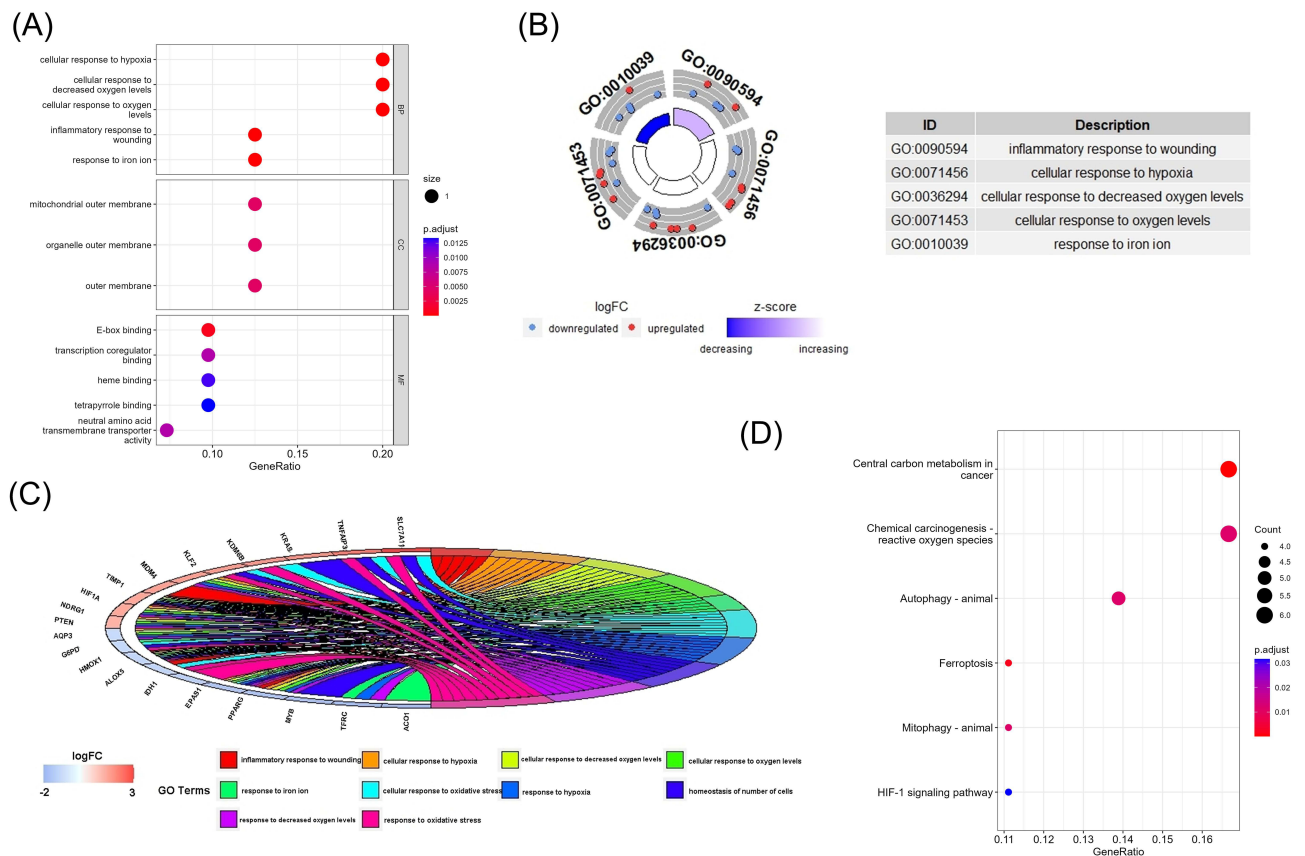 (A)
cellular response to hypoxia
cellular response to
decreased oxygen levels
cellular response to oxygen
levels
inflammatory response to
wounding
response to iron ion
BP
mitochondrial outer membrane
organelle outer membrane
outer membrane
CC
E-box binding
transcription coregulator
binding
heme binding
tetrapyrrole binding
neutral amino acid
transmembrane transporter
activity
MF
0.10
0.15
0.20
GeneRatio
size
1
p.adjust
0.0125
0.0100
0.0075
0.0050
0.0025
(B)
GO:0010039
GO:0090594
GO:0071453
GO:0071456
GO:0036294
logFC
downregulated
upregulated
z-score
decreasing
increasing
ID Description
GO:0090594 inflammatory response to wounding
GO:0071456 cellular response to hypoxia
GO:0036294 cellular response to decreased oxygen levels
GO:0071453 cellular response to oxygen levels
GO:0010039 response to iron ion
(C)
SLC7A11
TNFAIP3
KRAS
KDM6B
KLF2
MDM4
TIMP1
HIF1A
NDRG1
PTEN
AQP3
G6PD
HMOX1
ALOX5
IDH1
EPAS1
PPARG
MYB
TFRC
ACO1
logFC
-2
3
GO Terms
inflammatory response to wounding
cellular response to hypoxia
cellular response to decreased oxygen levels
cellular response to oxygen levels
response to iron ion
cellular response to oxidative stress
response to hypoxia
homeostasis of number of cells
response to decreased oxygen levels
response to oxidative stress
(D)
Central carbon metabolism in
cancer
Chemical carcinogenesis -
reactive oxygen species
Autophagy - animal
Ferroptosis
Mitophagy - animal
HIF-1 signaling pathway
0.11
0.12
0.13
0.14
0.15
0.16
GeneRatio
Count
4.0
4.5
5.0
5.5
6.0
p.adjust
0.03
0.02
0.01